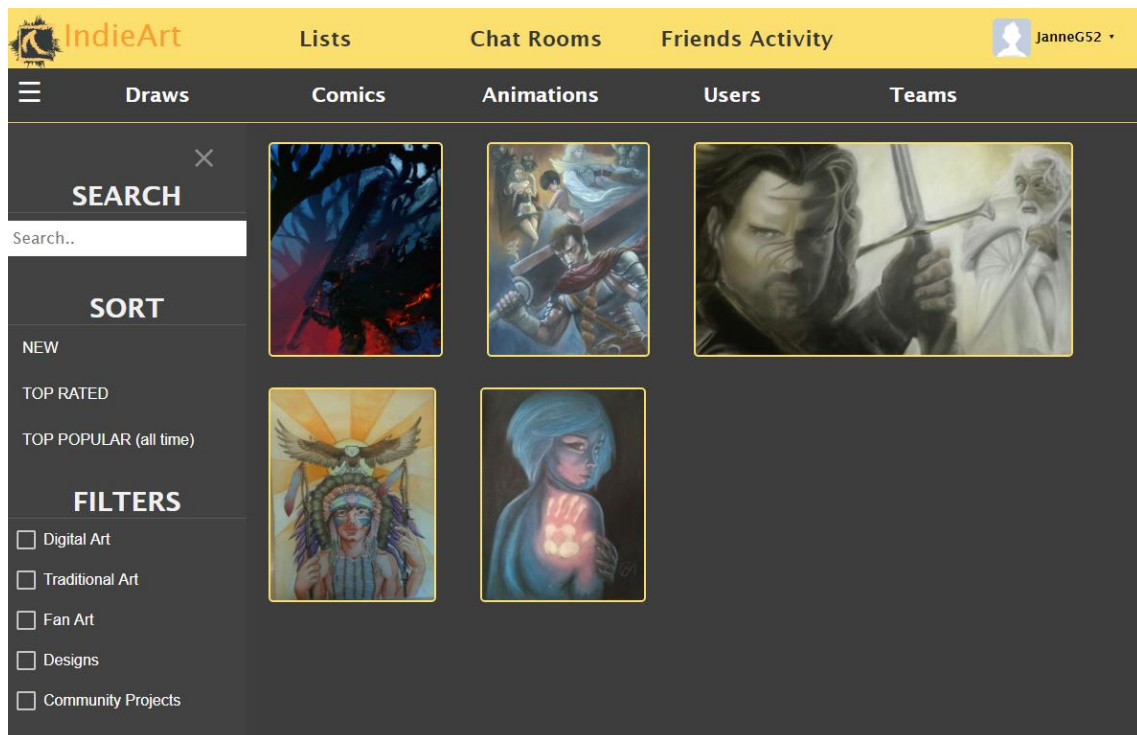 IndieArt
Lists
Chat Rooms
Friends Activity
JanneG52
Draws
Comics
Animations
Users
Teams
SEARCH
Search..
SORT
NEW
TOP RATED
TOP POPULAR (all time)
FILTERS
Digital Art
Traditional Art
Fan Art
Designs
Community Projects